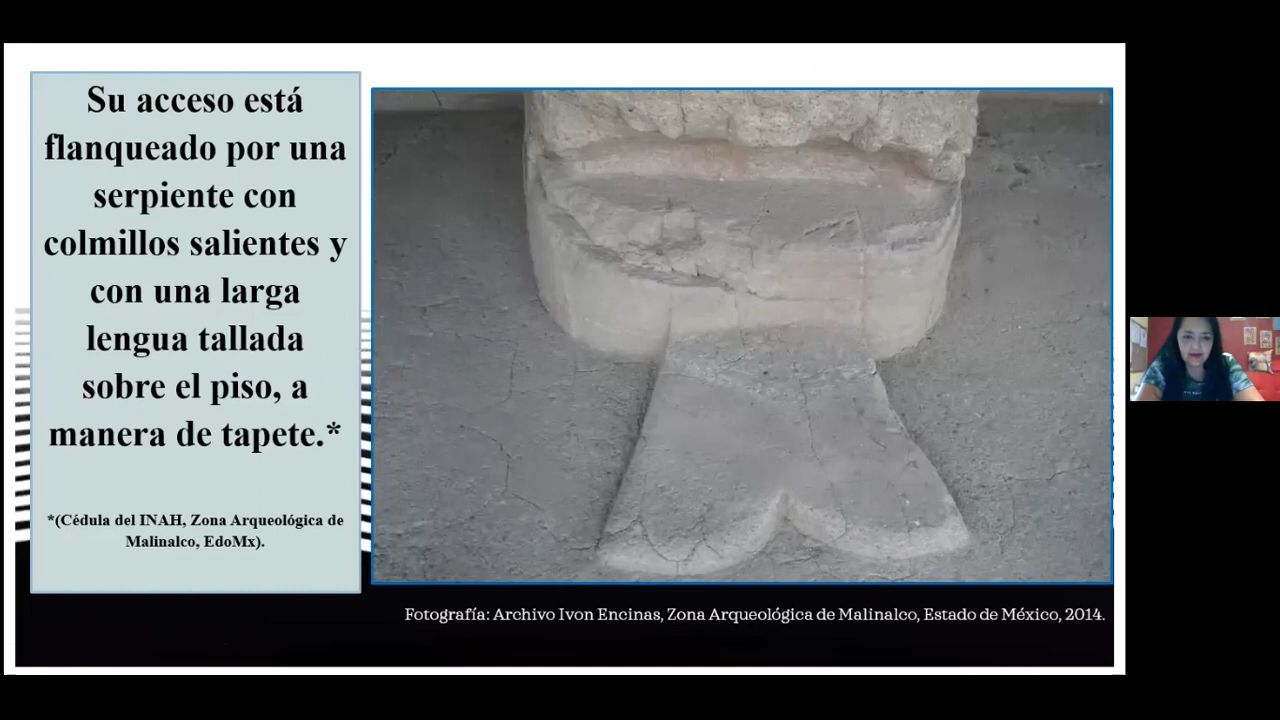 Su acceso está
flanqueado por una
serpiente con
colmillos salientes y
con una larga
lengua tallada
sobre el piso, a
manera de tapete.*
*(Cédula del INAH, Zona Arqueológica de
Malinalco, EdoMx).
Fotografía: Archivo Ivon Encinas, Zona Arqueológica de Malinalco, Estado de México, 2014.